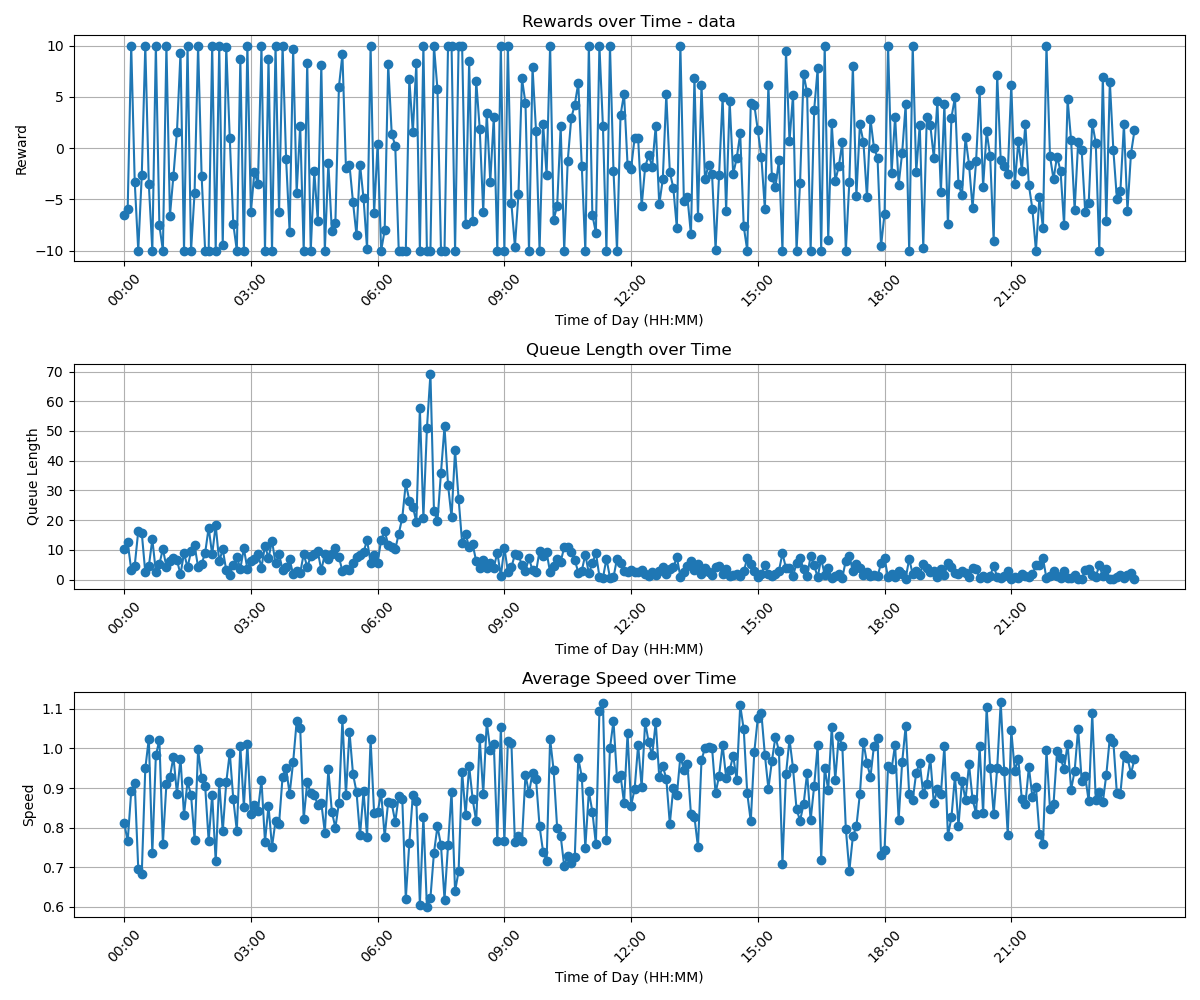 Rewards over Time - data
10
5
0
−5
−10
Reward
00:00 03:00 06:00 09:00 12:00 15:00 18:00 21:00
Time of Day (HH:MM)
Queue Length over Time
70
60
50
40
30
20
10
0
Queue Length
00:00 03:00 06:00 09:00 12:00 15:00 18:00 21:00
Time of Day (HH:MM)
Average Speed over Time
1.1
1.0
0.9
0.8
0.7
0.6
Speed
00:00 03:00 06:00 09:00 12:00 15:00 18:00 21:00
Time of Day (HH:MM)